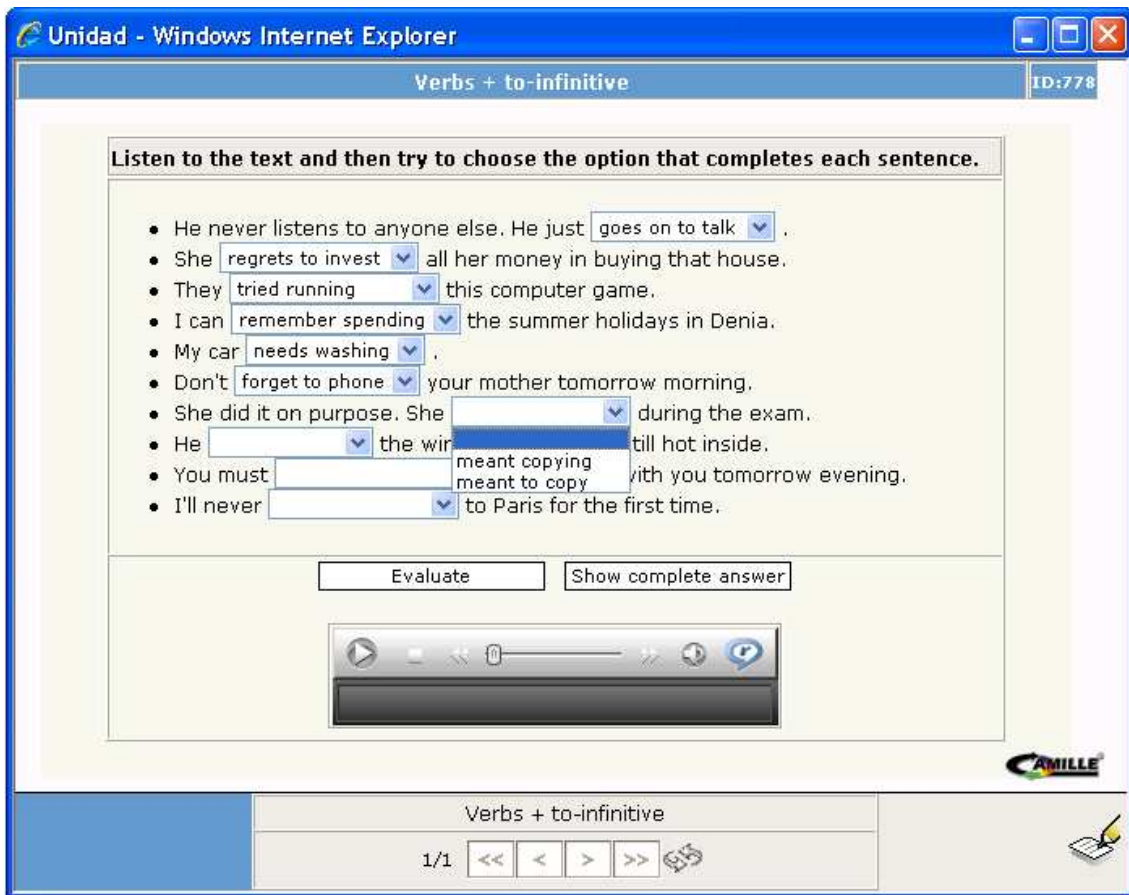 Unidad - Windows Internet Explorer
Verbs + to-infinitive ID:778
Listen to the text and then try to choose the option that completes each sentence.
• He never listens to anyone else. He just goes on to talk .
• She regrets to invest all her money in buying that house.
• They tried running this computer game.
• I can remember spending the summer holidays in Denia.
• My car needs washing .
• Don't forget to phone your mother tomorrow morning.
• She did it on purpose. She during the exam.
• He the wir till hot inside.
meant copying
• You must ith you tomorrow evening.
meant to copy
• I'll never to Paris for the first time.
Evaluate Show complete answer
CAMILLE
Verbs + to-infinitive
1/1 << < > >>